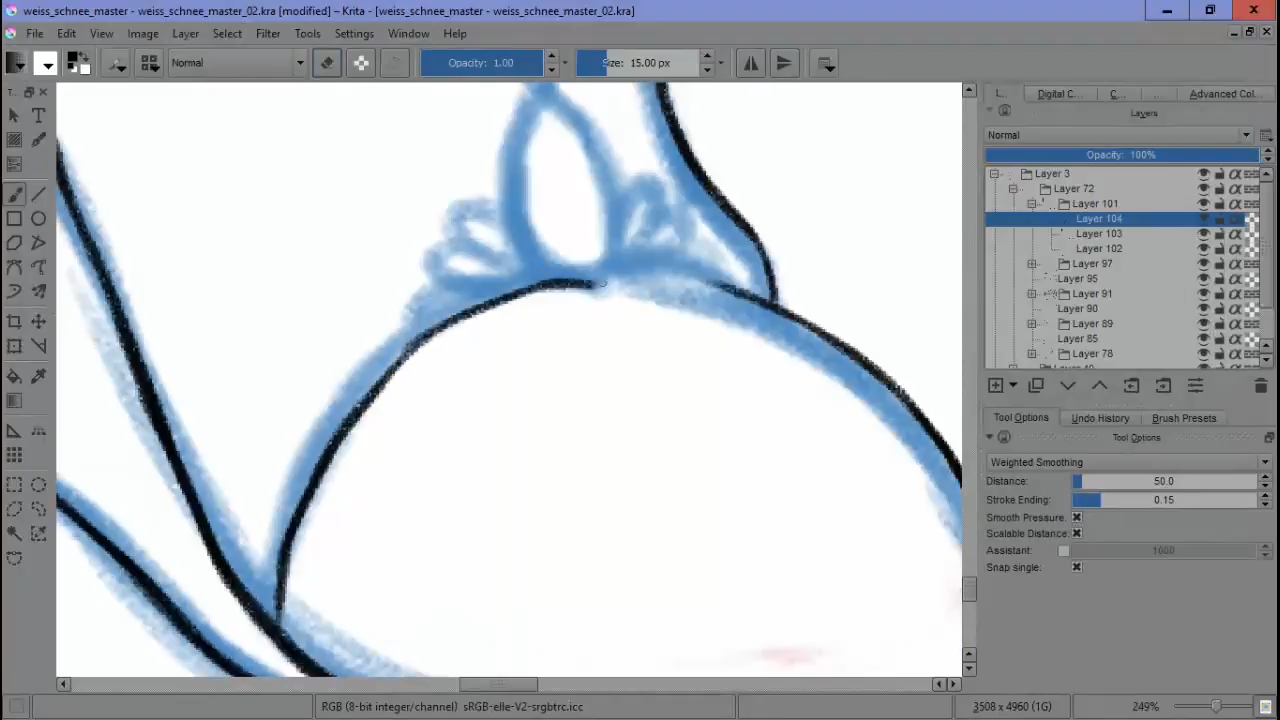 weiss_schnee_master - weiss_schnee_master_02.kra [modified] – Krita - [weiss_schnee_master - weiss_schnee_master_02.kra]
File Edit View Image Layer Select Filter Tools Settings Window Help
Normal Opacity: 1.00 Size: 15.00 px
T... L... Digital C... C... ... Advanced Col...
Layers
Normal
Opacity: 100%
Layer 3
Layer 72
Layer 101
Layer 104
Layer 103
Layer 102
Layer 97
Layer 95
Layer 91
Layer 90
Layer 89
Layer 85
Layer 78
Tool Options Undo History Brush Presets
Tool Options
Weighted Smoothing
Distance: 50.0
Stroke Ending: 0.15
Smooth Pressure:
Scalable Distance:
Assistant: 1000
Snap single:
RGB (8-bit integer/channel) sRGB-elle-V2-srgbtrc.icc 3508 x 4960 (1G) 249%